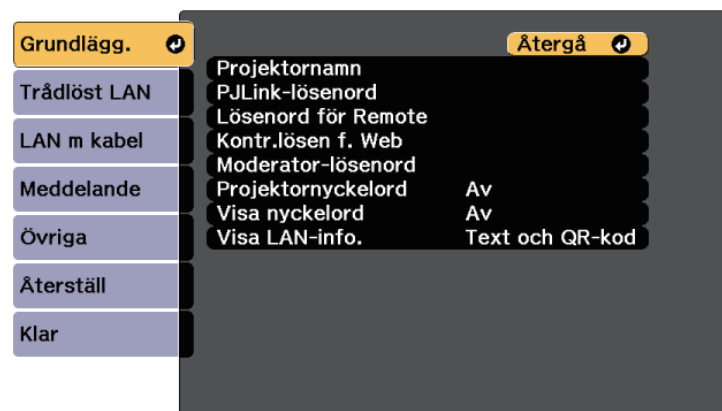 Grundlägg.
Trådlöst LAN
LAN m kabel
Meddelande
Övriga
Återställ
Klar
Återgå
Projektornamn
PJLink-lösenord
Lösenord för Remote
Kontr.lösen f. Web
Moderator-lösenord
Projektornyckelord Av
Visa nyckelord Av
Visa LAN-info. Text och QR-kod